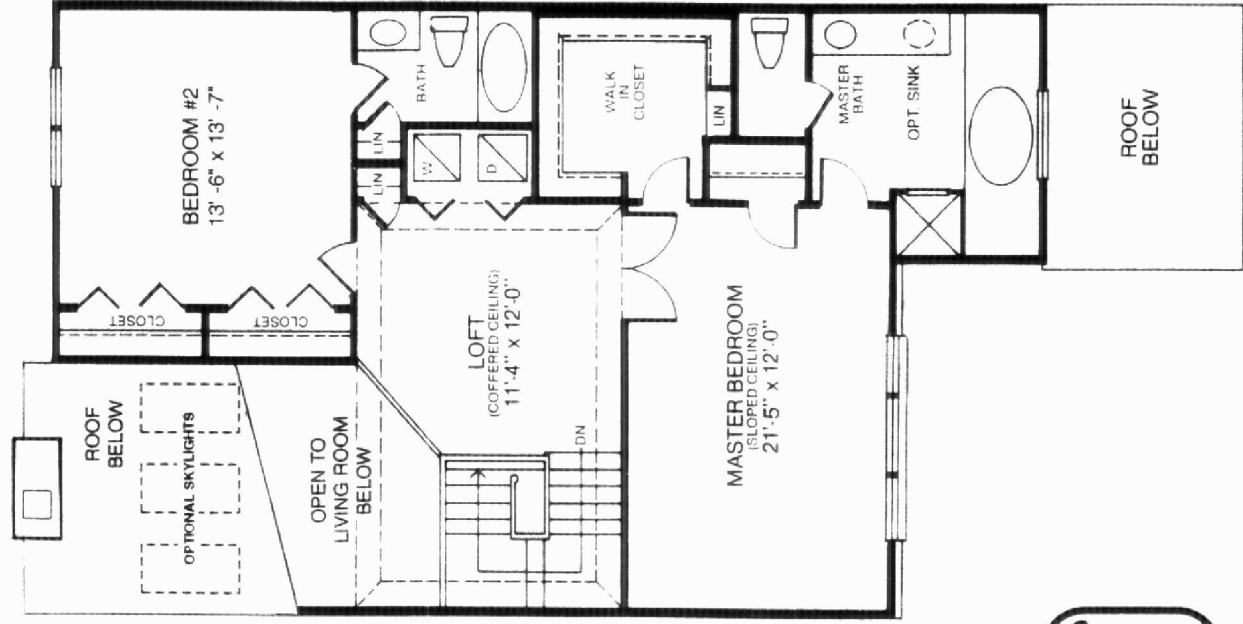 BEDROOM #2
13' -6" x 13' -7"
BATH
LIN
LIN
W
D
WALK
IN
CLOSET
LIN
MASTER
BATH
OPT. SINK
ROOF
BELOW
CLOSET
CLOSET
LOFT
(COFFERED CEILING)
11'-4" x 12'-0"
MASTER BEDROOM
(SLOPED CEILING)
21'-5" x 12'-0"
ROOF
BELOW
OPTIONAL SKYLIGHTS
OPEN TO
LIVING ROOM
BELOW
DN